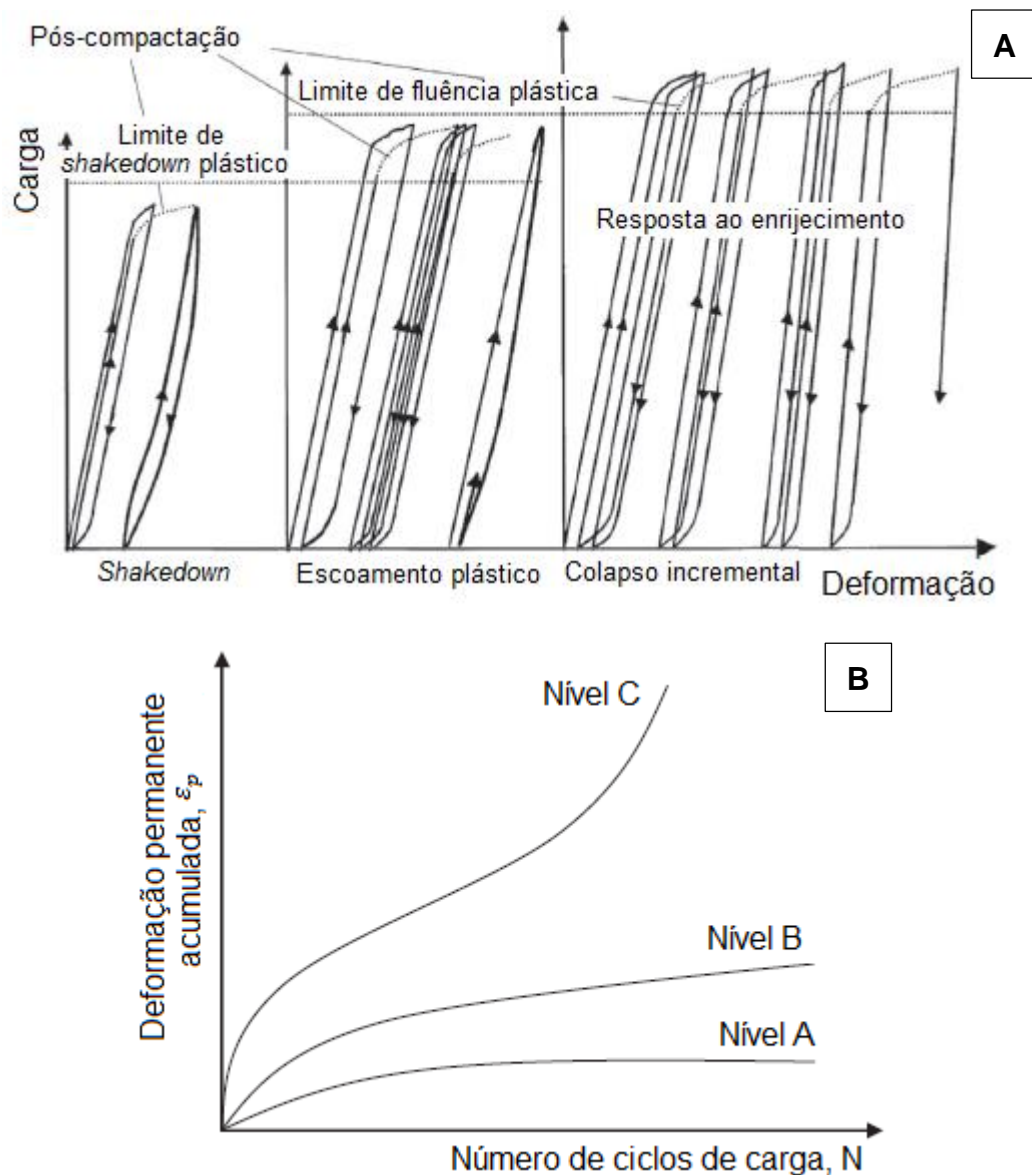 A
Pós-compactação
Limite de fluência plástica
Limite de
shakedown plástico
Carga
Resposta ao enrijecimento
Shakedown
Escoamento plástico
Colapso incremental
Deformação
B
Nível C
Nível B
Nível A
Deformação permanente
acumulada, εp
Número de ciclos de carga, N